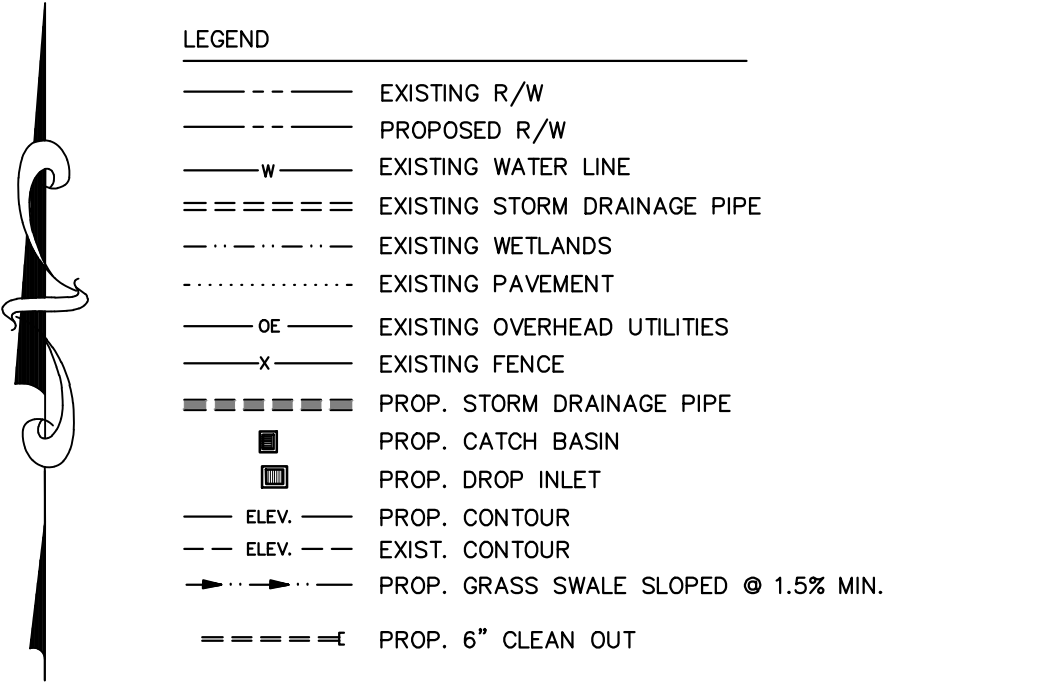 LEGEND
EXISTING R/W
PROPOSED R/W
W EXISTING WATER LINE
EXISTING STORM DRAINAGE PIPE
EXISTING WETLANDS
EXISTING PAVEMENT
OE EXISTING OVERHEAD UTILITIES
X EXISTING FENCE
PROP. STORM DRAINAGE PIPE
PROP. CATCH BASIN
PROP. DROP INLET
ELEV. PROP. CONTOUR
ELEV. EXIST. CONTOUR
PROP. GRASS SWALE SLOPED @ 1.5% MIN.
PROP. 6" CLEAN OUT